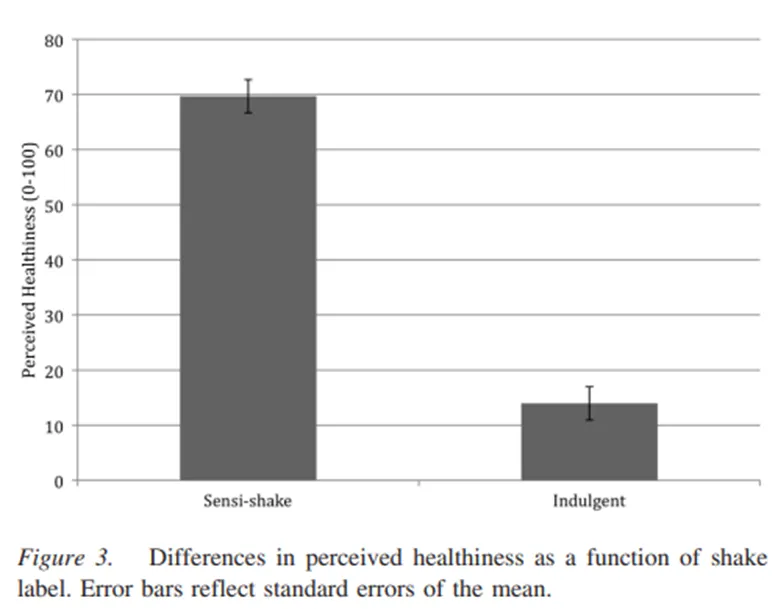 80
70
60
50
40
30
20
10
0
Perceived Healthiness (0-100)
Sensi-shake Indulgent
Figure 3. Differences in perceived healthiness as a function of shake
label. Error bars reflect standard errors of the mean.